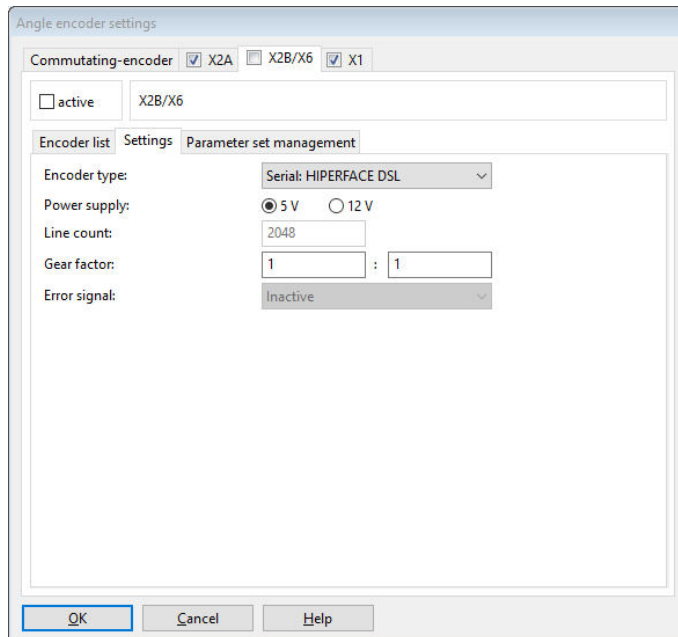 Angle encoder settings
Commutating-encoder X2A X2B/X6 X1
active X2B/X6
Encoder list Settings Parameter set management
Encoder type: Serial: HIPERFACE DSL
Power supply: 5 V 12 V
Line count: 2048
Gear factor: 1 : 1
Error signal: Inactive
OK Cancel Help